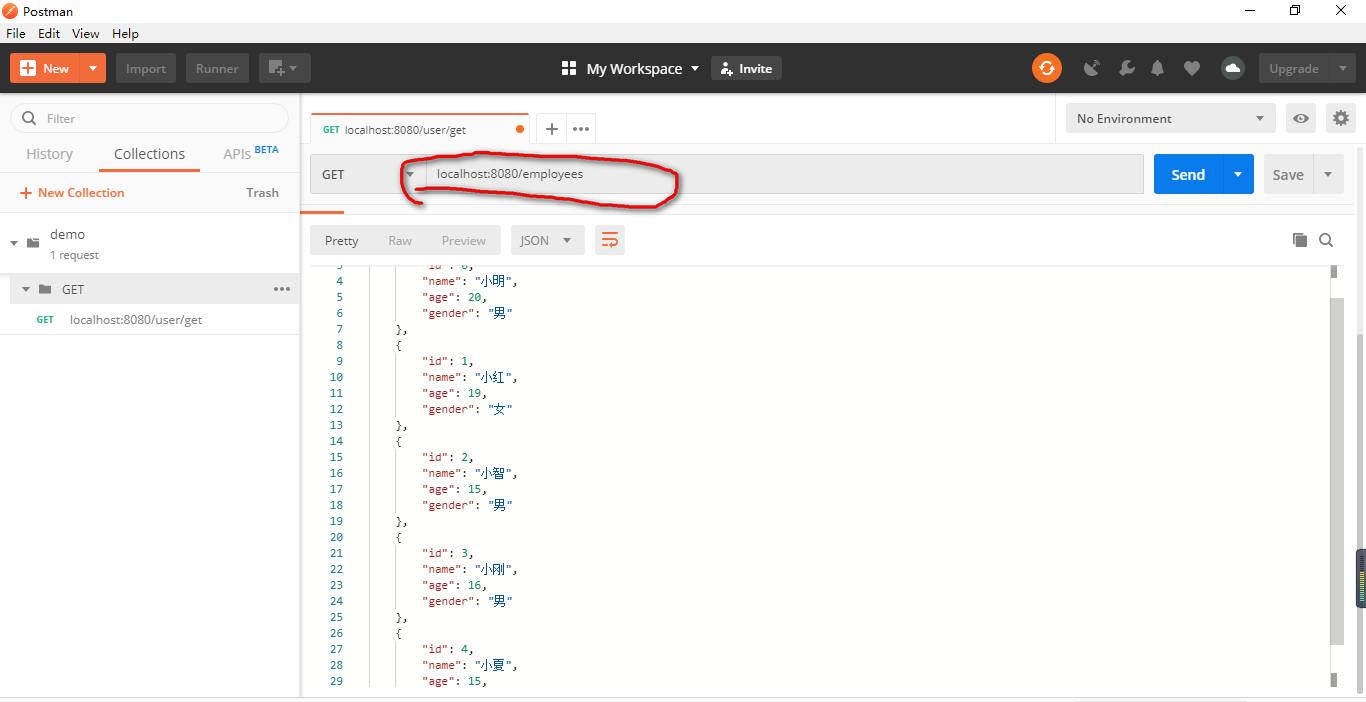 Postman
File Edit View Help
New Import Runner My Workspace Invite Upgrade
Filter
History Collections APIs BETA
New Collection Trash
demo
1 request
GET
GET localhost:8080/user/get
GET localhost:8080/user/get
No Environment
GET localhost:8080/employees Send Save
Pretty Raw Preview JSON
3 "id": 0,
4 "name": "小明",
5 "age": 20,
6 "gender": "男"
7 },
8 {
9 "id": 1,
10 "name": "小红",
11 "age": 19,
12 "gender": "女"
13 },
14 {
15 "id": 2,
16 "name": "小智",
17 "age": 15,
18 "gender": "男"
19 },
20 {
21 "id": 3,
22 "name": "小刚",
23 "age": 16,
24 "gender": "男"
25 },
26 {
27 "id": 4,
28 "name": "小夏",
29 "age": 15,